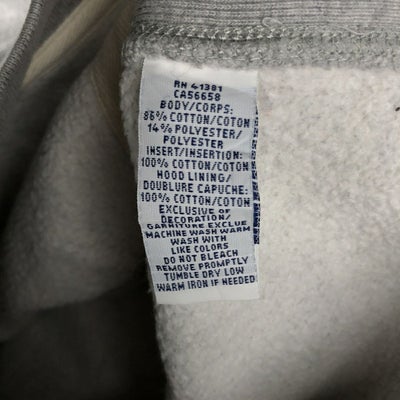 RN 41381
CA56658
BODY/CORPS:
86% COTTON/COTON
14% POLYESTER/
POLYESTER
INSERT/INSERTION:
100% COTTON/COTON
HOOD LINING/
DOUBLURE CAPUCHE:
100% COTTON/COTON
EXCLUSIVE OF
DECORATION/
GARNITURE EXCLUE
MACHINE WASH WARM
WASH WITH
LIKE COLORS
DO NOT BLEACH
REMOVE PROMPTLY
TUMBLE DRY LOW
WARM IRON IF NEEDED